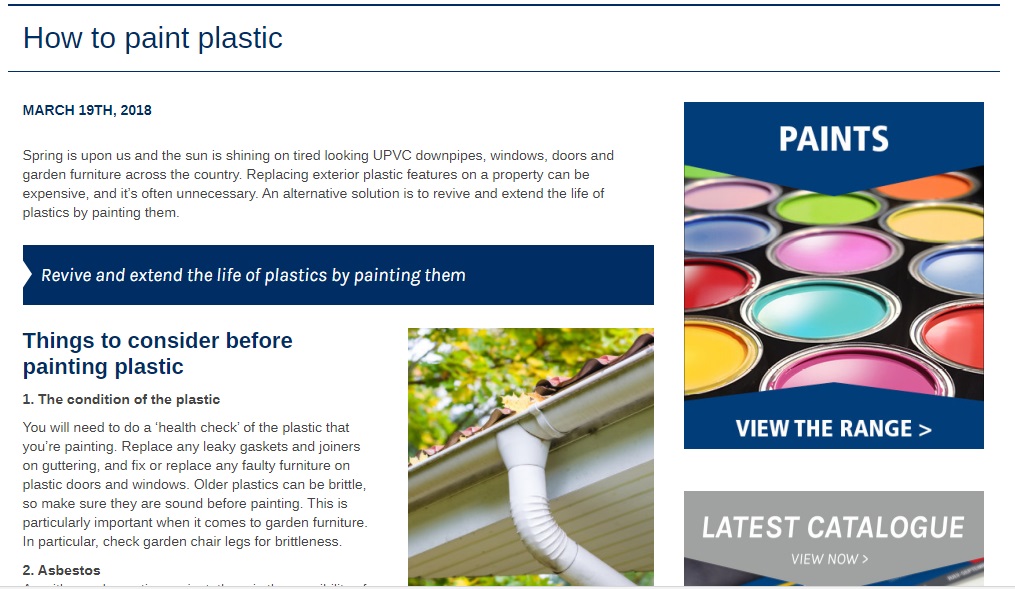 How to paint plastic
MARCH 19TH, 2018
Spring is upon us and the sun is shining on tired looking UPVC downpipes, windows, doors and
garden furniture across the country. Replacing exterior plastic features on a property can be
expensive, and it’s often unnecessary. An alternative solution is to revive and extend the life of
plastics by painting them.
Revive and extend the life of plastics by painting them
Things to consider before
painting plastic
1. The condition of the plastic
You will need to do a ‘health check’ of the plastic that
you’re painting. Replace any leaky gaskets and joiners
on guttering, and fix or replace any faulty furniture on
plastic doors and windows. Older plastics can be brittle,
so make sure they are sound before painting. This is
particularly important when it comes to garden furniture.
In particular, check garden chair legs for brittleness.
2. Asbestos
PAINTS
VIEW THE RANGE >
LATEST CATALOGUE
VIEW NOW >